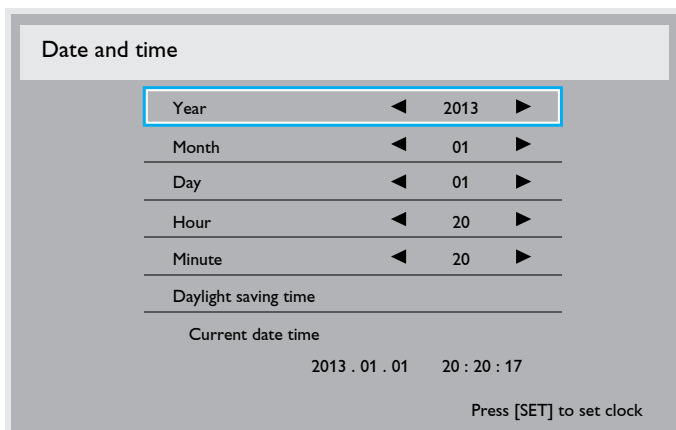 Date and time
Year ◀ 2013 ▶
Month ◀ 01 ▶
Day ◀ 01 ▶
Hour ◀ 20 ▶
Minute ◀ 20 ▶
Daylight saving time
Current date time
2013 . 01 . 01 20 : 20 : 17
Press [SET] to set clock